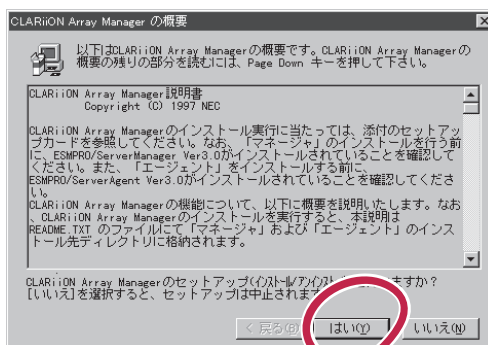 CLARiiON Array Manager の概要
以下はCLARiiON Array Managerの概要です。CLARiiON Array Managerの
概要の残りの部分を読むには、Page Down キーを押して下さい。
CLARiiON Array Manager説明書
Copyright (C) 1997 NEC
CLARiiON Array Managerのインストール実行に当たっては、添付のセットアッ
プカードを参照してください。なお、「マネージャ」のインストールを行う前
に、ESMPRO/ServerManager Ver3.0がインストールされていることを確認して
ください。また、「エージェント」をインストールする前に、
ESMPRO/ServerAgent Ver3.0がインストールされていることを確認してくださ
い。
CLARiiON Array Managerの機能について、以下に概要を説明いたします。なお
、CLARiiON Array Managerのインストールを実行すると、本説明は
README.TXT のファイルにて「マネージャ」および「エージェント」のインス
トール先ディレクトリに格納されます。
CLARiiON Array Managerのセットアップ(インストール/アンインスト ますか？
[いいえ]を選択すると、セットアップは中止されます
< 戻る(B) はい(Y) いいえ(N)